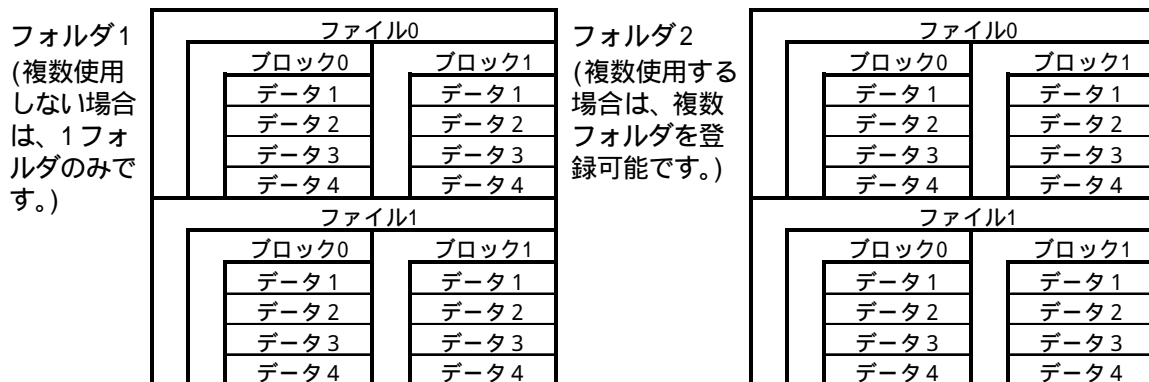 フォルダ1
(複数使用
しない場合
は、1フォ
ルダのみで
す。)
ファイル0
ブロック0 ブロック1
データ1 データ1
データ2 データ2
データ3 データ3
データ4 データ4
ファイル1
ブロック0 ブロック1
データ1 データ1
データ2 データ2
データ3 データ3
データ4 データ4
フォルダ2
(複数使用する
場合は、複数
フォルダを登
録可能です。)
ファイル0
ブロック0 ブロック1
データ1 データ1
データ2 データ2
データ3 データ3
データ4 データ4
ファイル1
ブロック0 ブロック1
データ1 データ1
データ2 データ2
データ3 データ3
データ4 データ4